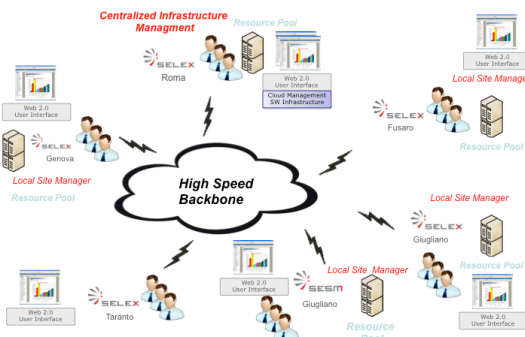 Centralized Infrastructure
Managment
Resource Pool
SELEX
Roma
Web 2.0
User Interface
Cloud Management
SW Infrastructure
Web 2.0
User Interface
Local Site Manage
SELEX
Fusaro
Resource Pool
Web 2.0
User Interface
SELEX
Genova
Local Site Manager
Resource Pool
High Speed
Backbone
Local Site Manager
SELEX
Giugliano
Resource Pool
Web 2.0
User Interface
Web 2.0
User Interface
SELEX
Taranto
Web 2.0
User Interface
Local Site Manager
SESM
Giugliano
Resource
Pool